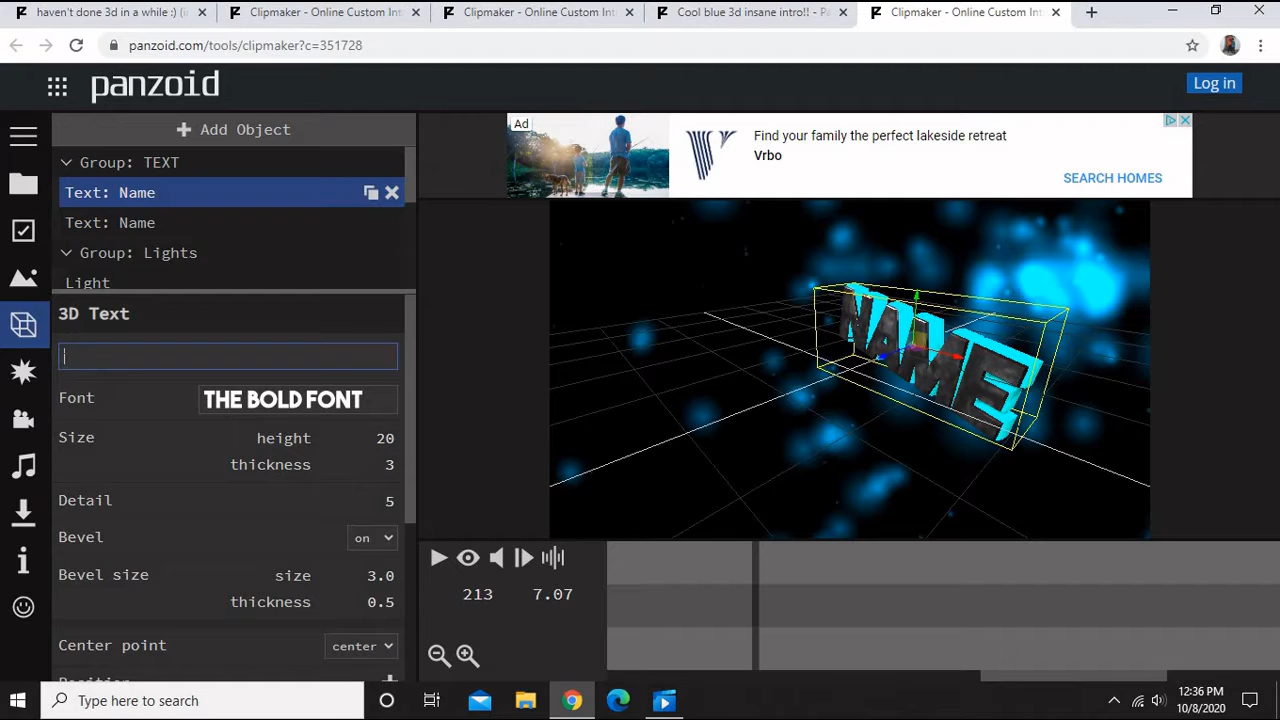 haven't done 3d in a while :) (in
Clipmaker - Online Custom Int
Clipmaker - Online Custom Int
Cool blue 3d insane intro!! - Pa
Clipmaker - Online Custom Int
panzoid.com/tools/clipmaker?c=351728
panzoid
Log in
Add Object
Group: TEXT
Text: Name
Text: Name
Group: Lights
Light
Ad
Find your family the perfect lakeside retreat
Vrbo
SEARCH HOMES
NAME
3D Text
Font
THE BOLD FONT
Size
height
20
thickness
3
Detail
5
Bevel
on
Bevel size
size
3.0
thickness
0.5
Center point
center
Position
213
7.07
Type here to search
12:36 PM
10/8/2020